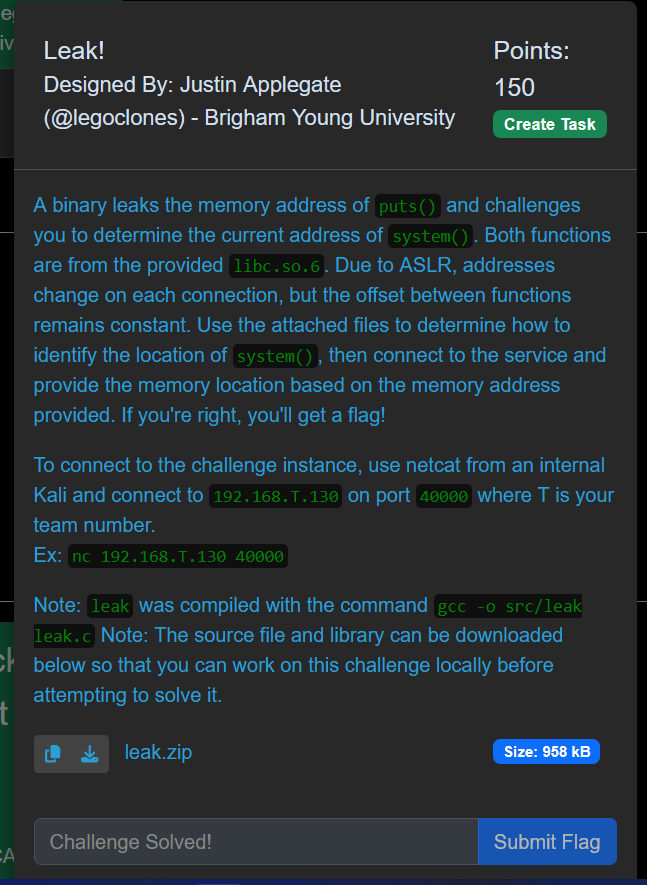 Leak!
Points:
Designed By: Justin Applegate
150
(@legoclones) - Brigham Young University
Create Task
A binary leaks the memory address of puts() and challenges
you to determine the current address of system(). Both functions
are from the provided libc.so.6. Due to ASLR, addresses
change on each connection, but the offset between functions
remains constant. Use the attached files to determine how to
identify the location of system(), then connect to the service and
provide the memory location based on the memory address
provided. If you're right, you'll get a flag!
To connect to the challenge instance, use netcat from an internal
Kali and connect to 192.168.T.130 on port 40000 where T is your
team number.
Ex: nc 192.168.T.130 40000
Note: leak was compiled with the command gcc -o src/leak
leak.c Note: The source file and library can be downloaded
below so that you can work on this challenge locally before
attempting to solve it.
leak.zip
Size: 958 kB
Challenge Solved!
Submit Flag